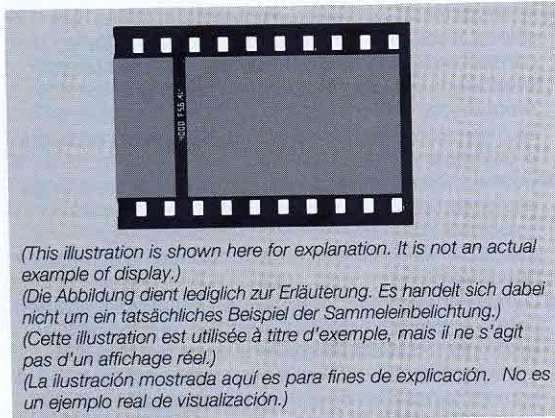 4000 F5.6
(This illustration is shown here for explanation. It is not an actual
example of display.)
(Die Abbildung dient lediglich zur Erläuterung. Es handelt sich dabei
nicht um ein tatsächliches Beispiel der Sammeleinbelichtung.)
(Cette illustration est utilisée à titre d'exemple, mais il ne s'agit
pas d'un affichage réel.)
(La ilustración mostrada aquí es para fines de explicación. No es
un ejemplo real de visualización.)